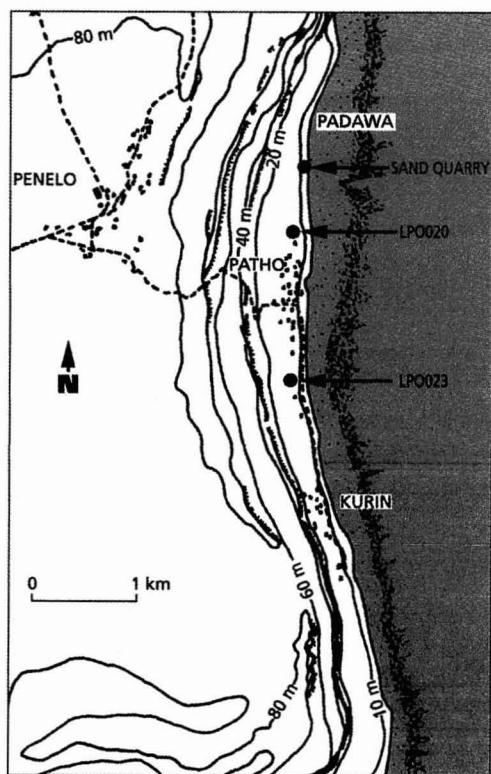 80 m
PADAWA
20 m
SAND QUARRY
PENELO
LPO020
40 m
PATHO
N
LPO023
KURIN
0 1 km
60 m
80 m
10 m